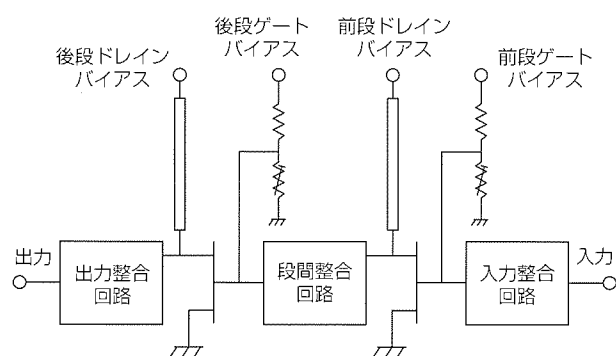 後段ドレイン
バイアス
後段ゲート
バイアス
前段ドレイン
バイアス
前段ゲート
バイアス
出力
出力整合
回路
段間整合
回路
入力整合
回路
入力